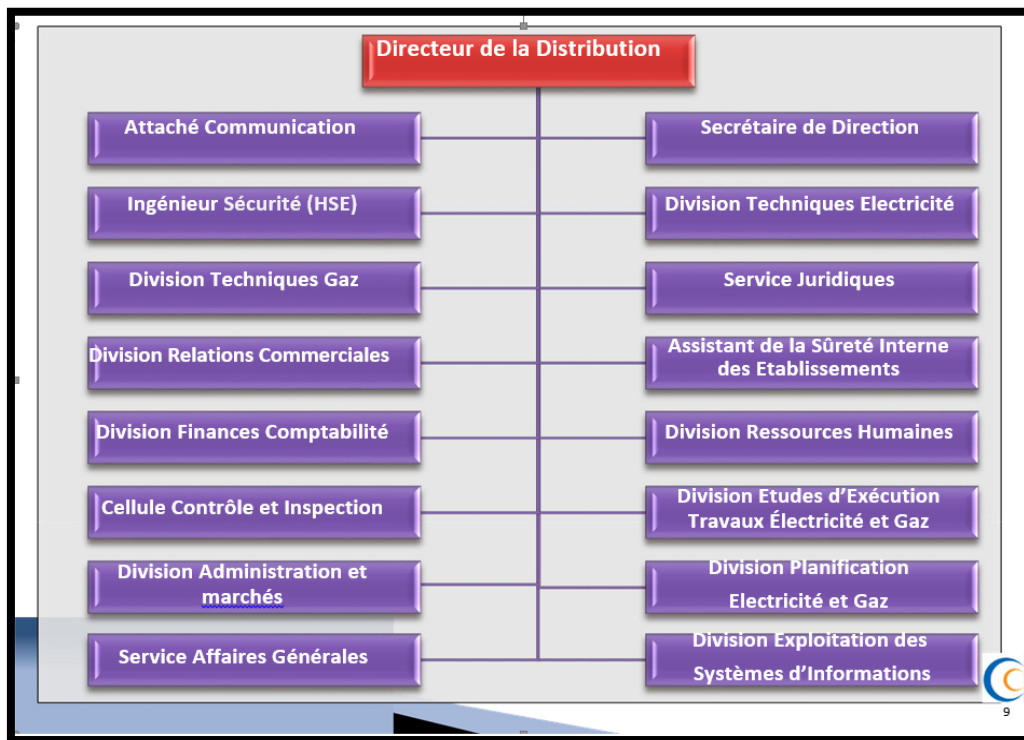 Directeur de la Distribution
Attaché Communication
Secrétaire de Direction
Ingénieur Sécurité (HSE)
Division Techniques Electricité
Division Techniques Gaz
Service Juridiques
Division Relations Commerciales
Assistant de la Sûreté Interne
des Etablissements
Division Finances Comptabilité
Division Ressources Humaines
Cellule Contrôle et Inspection
Division Etudes d’Exécution
Travaux Électricité et Gaz
Division Administration et
marchés
Division Planification
Electricité et Gaz
Service Affaires Générales
Division Exploitation des
Systèmes d’Informations
9